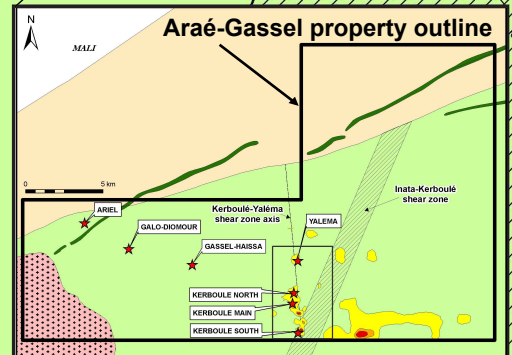 N
MALI
Araé-Gassel property outline
0
5 km
ARIEL
GALO-DIOMOUR
GASSEL-HAISSA
Kerboulé-Yaléma
shear zone axis
YALEMA
Inata-Kerboulé
shear zone
KERBOULE NORTH
KERBOULE MAIN
KERBOULE SOUTH